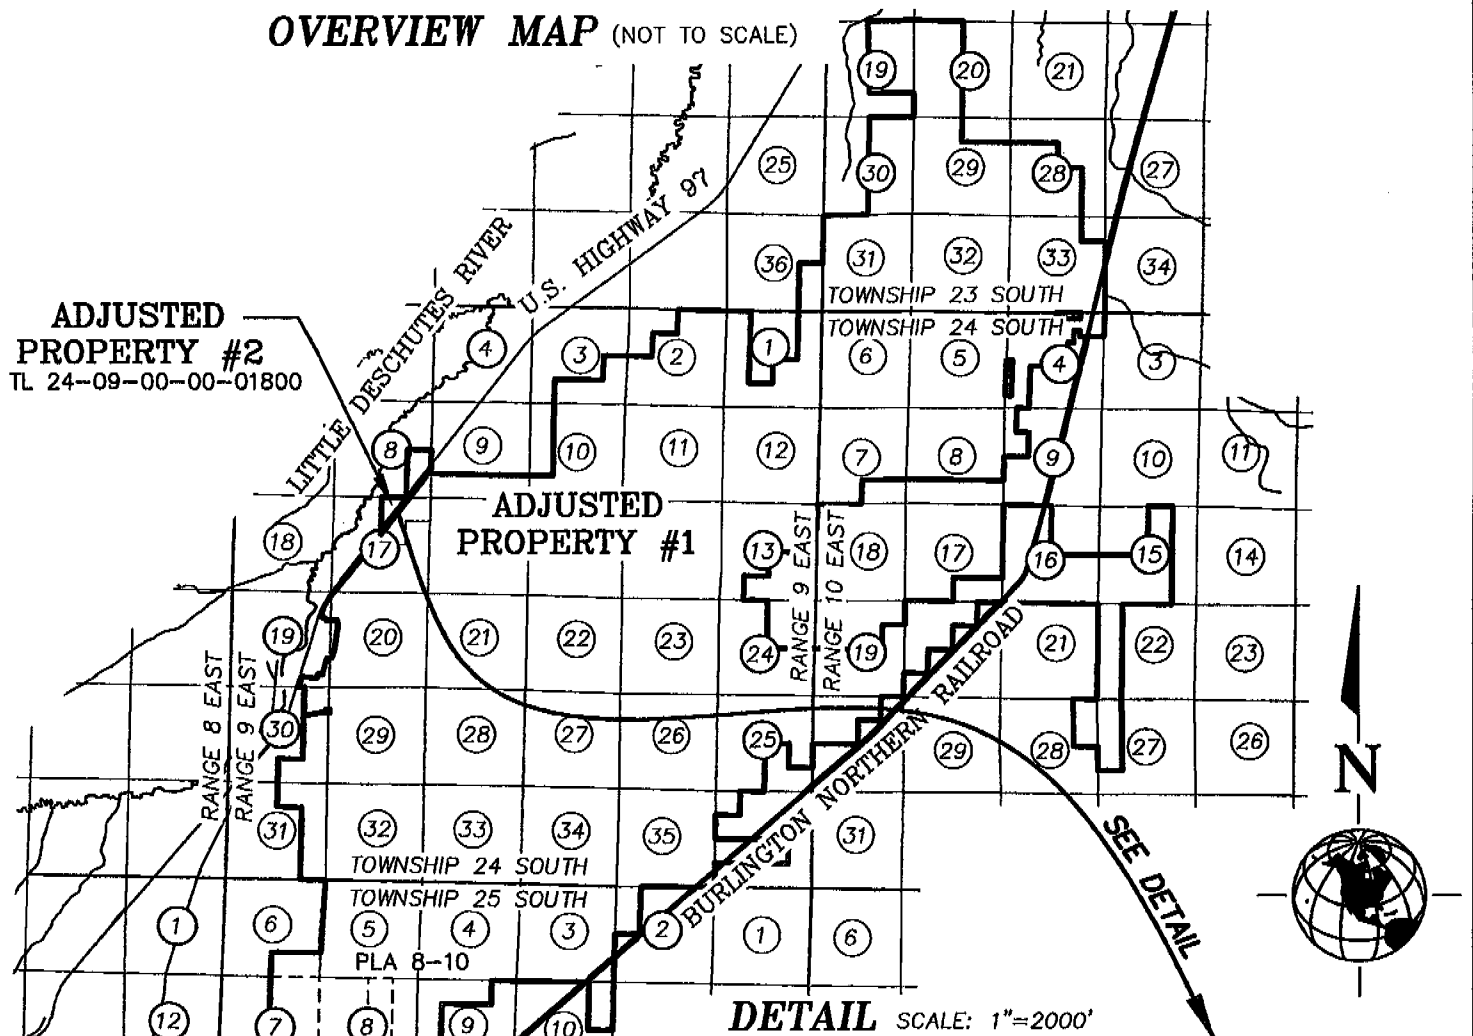 OVERVIEW MAP (NOT TO SCALE)
19 20 21
25 30 29 28 27
36 31 32 33 34
TOWNSHIP 23 SOUTH
TOWNSHIP 24 SOUTH
LITTLE DESCHUTES RIVER
U.S. HIGHWAY 97
ADJUSTED
PROPERTY #2
TL 24-09-00-00-01800
4 3 2 1 6 5 4 3
8 9 10 11 12 7 8 9 10 11
ADJUSTED
PROPERTY #1
18 17 13 18 17 16 15 14
RANGE 9 EAST
RANGE 10 EAST
19 20 21 22 23 24 19 21 22 23
RANGE 8 EAST
RANGE 9 EAST
30 29 28 27 26 25 29 28 27 26
BURLINGTON NORTHERN RAILROAD
31 32 33 34 35 31
TOWNSHIP 24 SOUTH
TOWNSHIP 25 SOUTH
1 6 5 4 3 2 1 6
PLA 8-10
12 7 8 9 10
SEE DETAIL
N
DETAIL SCALE: 1"=2000'